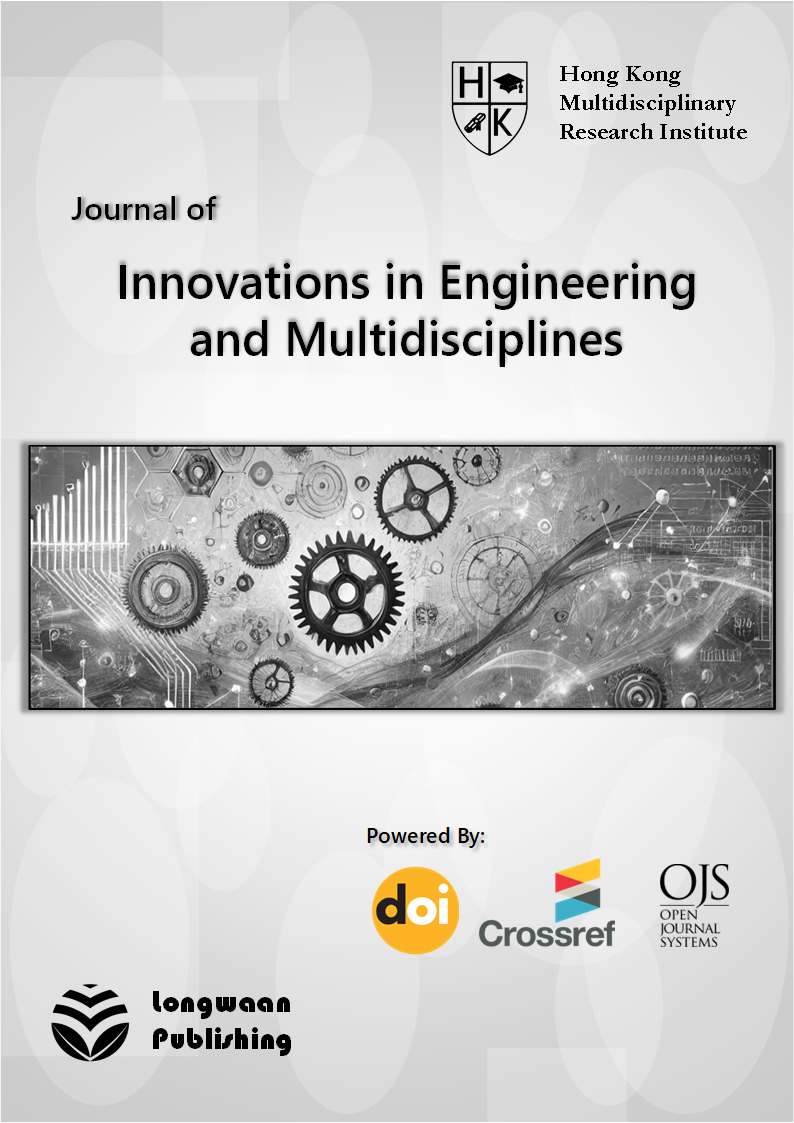 H
K
Hong Kong
Multidisciplinary
Research Institute
Journal of
Innovations in Engineering
and Multidisciplines
Powered By:
doi
Crossref
OJS
OPEN
JOURNAL
SYSTEMS
Longwaan
Publishing